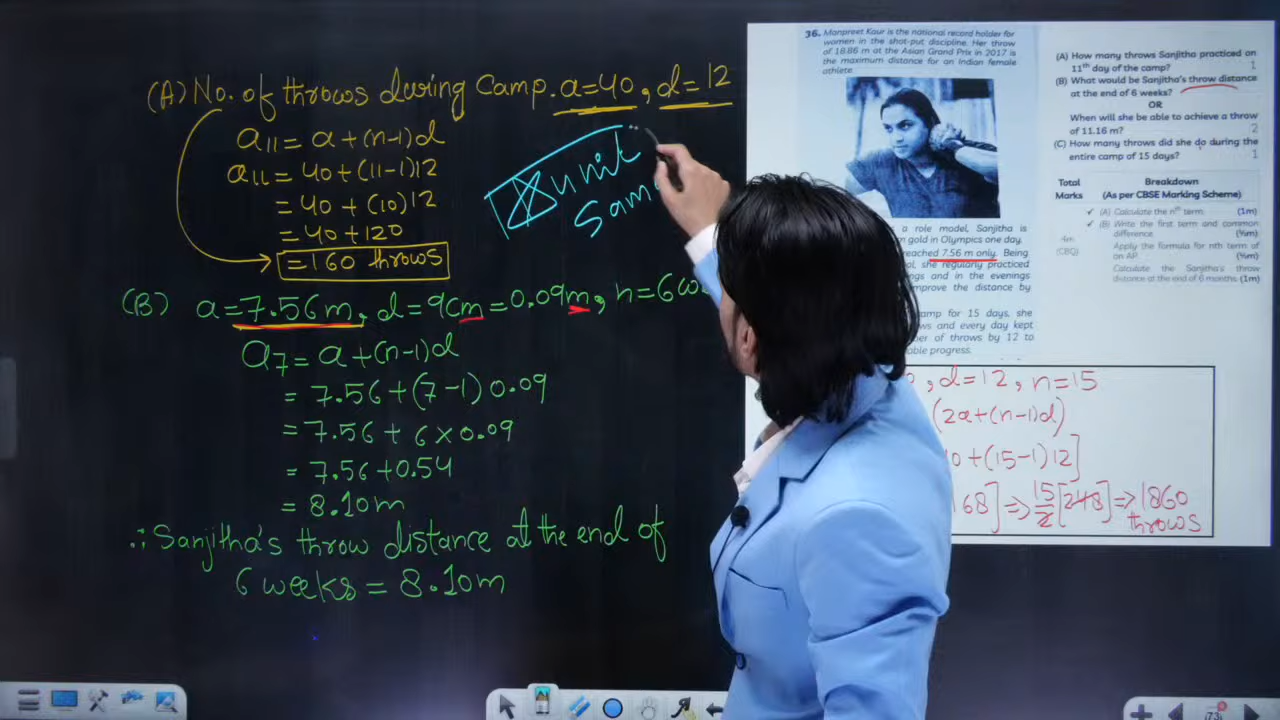 (A) No. of throws during Camp. a=40, d=12
a11 = a+(n-1)d
a11 = 40+(11-1)12
= 40+(10)12
= 40+120
= 160 throws
unit
Same
(B) a=7.56m, d=9cm=0.09m, n=6
a7 = a+(n-1)d
= 7.56+(7-1)0.09
= 7.56+ 6×0.09
= 7.56+0.54
= 8.10m
∴ Sanjitha's throw distance at the end of
6 weeks = 8.10m
36. Manpreet Kaur is the national record holder for
women in the shot-put discipline. Her throw
of 18.86 m at the Asian Grand Prix in 2017 is
the maximum distance for an Indian female
athlete.
a role model, Sanjitha is
gold in Olympics one day.
reached 7.56 m only. Being
she regularly practiced
and in the evenings
improve the distance by
for 15 days, she
and every day kept
of throws by 12 to
progress.
(A) How many throws Sanjitha practiced on
11th day of the camp? 1
(B) What would be Sanjitha's throw distance
at the end of 6 weeks?
OR
When will she be able to achieve a throw
of 11.16 m? 2
(C) How many throws did she do during the
entire camp of 15 days? 1
Total
Marks
Breakdown
(As per CBSE Marking Scheme)
4m
(CBQ)
✓ (A) Calculate the nth term. (1m)
✓ (B) Write the first term and common
difference. (½m)
Apply the formula for nth term of
an AP. (½m)
Calculate the Sanjitha's throw
distance at the end of 6 months. (1m)
, d=12, n=15
(2a+(n-1)d)
+(15-1)12]
168] => 15/2 [248] => 1860
throws